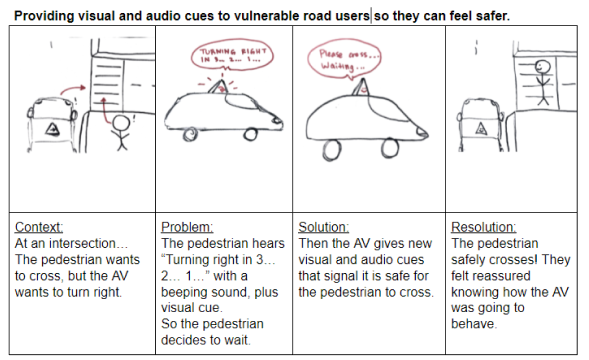 Providing visual and audio cues to vulnerable road users so they can feel safer.
TURNING RIGHT
IN 3... 2... 1...
Please cross...
Waiting...
Context:
At an intersection...
The pedestrian wants
to cross, but the AV
wants to turn right.
Problem:
The pedestrian hears
“Turning right in 3...
2... 1...” with a
beeping sound, plus
visual cue.
So the pedestrian
decides to wait.
Solution:
Then the AV gives new
visual and audio cues
that signal it is safe for
the pedestrian to cross.
Resolution:
The pedestrian
safely crosses! They
felt reassured
knowing how the AV
was going to
behave.